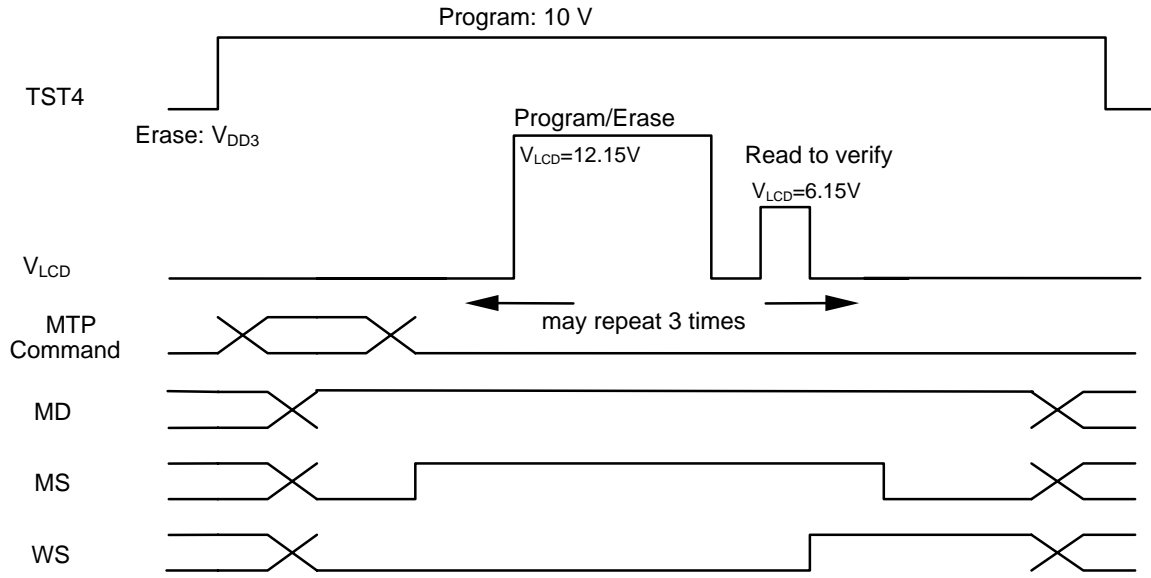 Program: 10 V
TST4
Erase: VDD3
Program/Erase
VLCD=12.15V
Read to verify
VLCD=6.15V
VLCD
may repeat 3 times
MTP
Command
MD
MS
WS